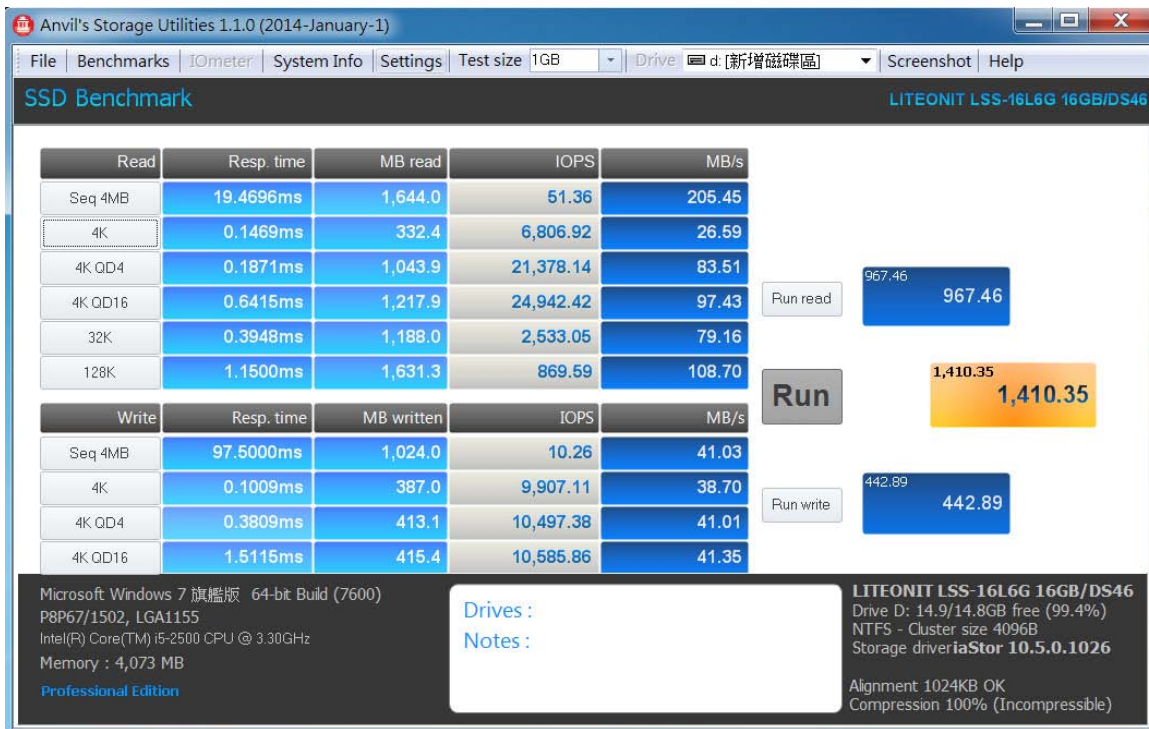 Anvil's Storage Utilities 1.1.0 (2014-January-1)
File Benchmarks IOmeter System Info Settings Test size 1GB Drive d: [新增磁碟區] Screenshot Help
SSD Benchmark LITEONIT LSS-16L6G 16GB/DS46
Read Resp. time MB read IOPS MB/s
Seq 4MB 19.4696ms 1,644.0 51.36 205.45
4K 0.1469ms 332.4 6,806.92 26.59
4K QD4 0.1871ms 1,043.9 21,378.14 83.51
4K QD16 0.6415ms 1,217.9 24,942.42 97.43
32K 0.3948ms 1,188.0 2,533.05 79.16
128K 1.1500ms 1,631.3 869.59 108.70
Run read
967.46
967.46
Run
1,410.35
1,410.35
Write Resp. time MB written IOPS MB/s
Seq 4MB 97.5000ms 1,024.0 10.26 41.03
4K 0.1009ms 387.0 9,907.11 38.70
4K QD4 0.3809ms 413.1 10,497.38 41.01
4K QD16 1.5115ms 415.4 10,585.86 41.35
Run write
442.89
442.89
Microsoft Windows 7 旗艦版 64-bit Build (7600)
P8P67/1502, LGA1155
Intel(R) Core(TM) i5-2500 CPU @ 3.30GHz
Memory : 4,073 MB
Professional Edition
Drives :
Notes :
LITEONIT LSS-16L6G 16GB/DS46
Drive D: 14.9/14.8GB free (99.4%)
NTFS - Cluster size 4096B
Storage driveriaStor 10.5.0.1026
Alignment 1024KB OK
Compression 100% (Incompressible)